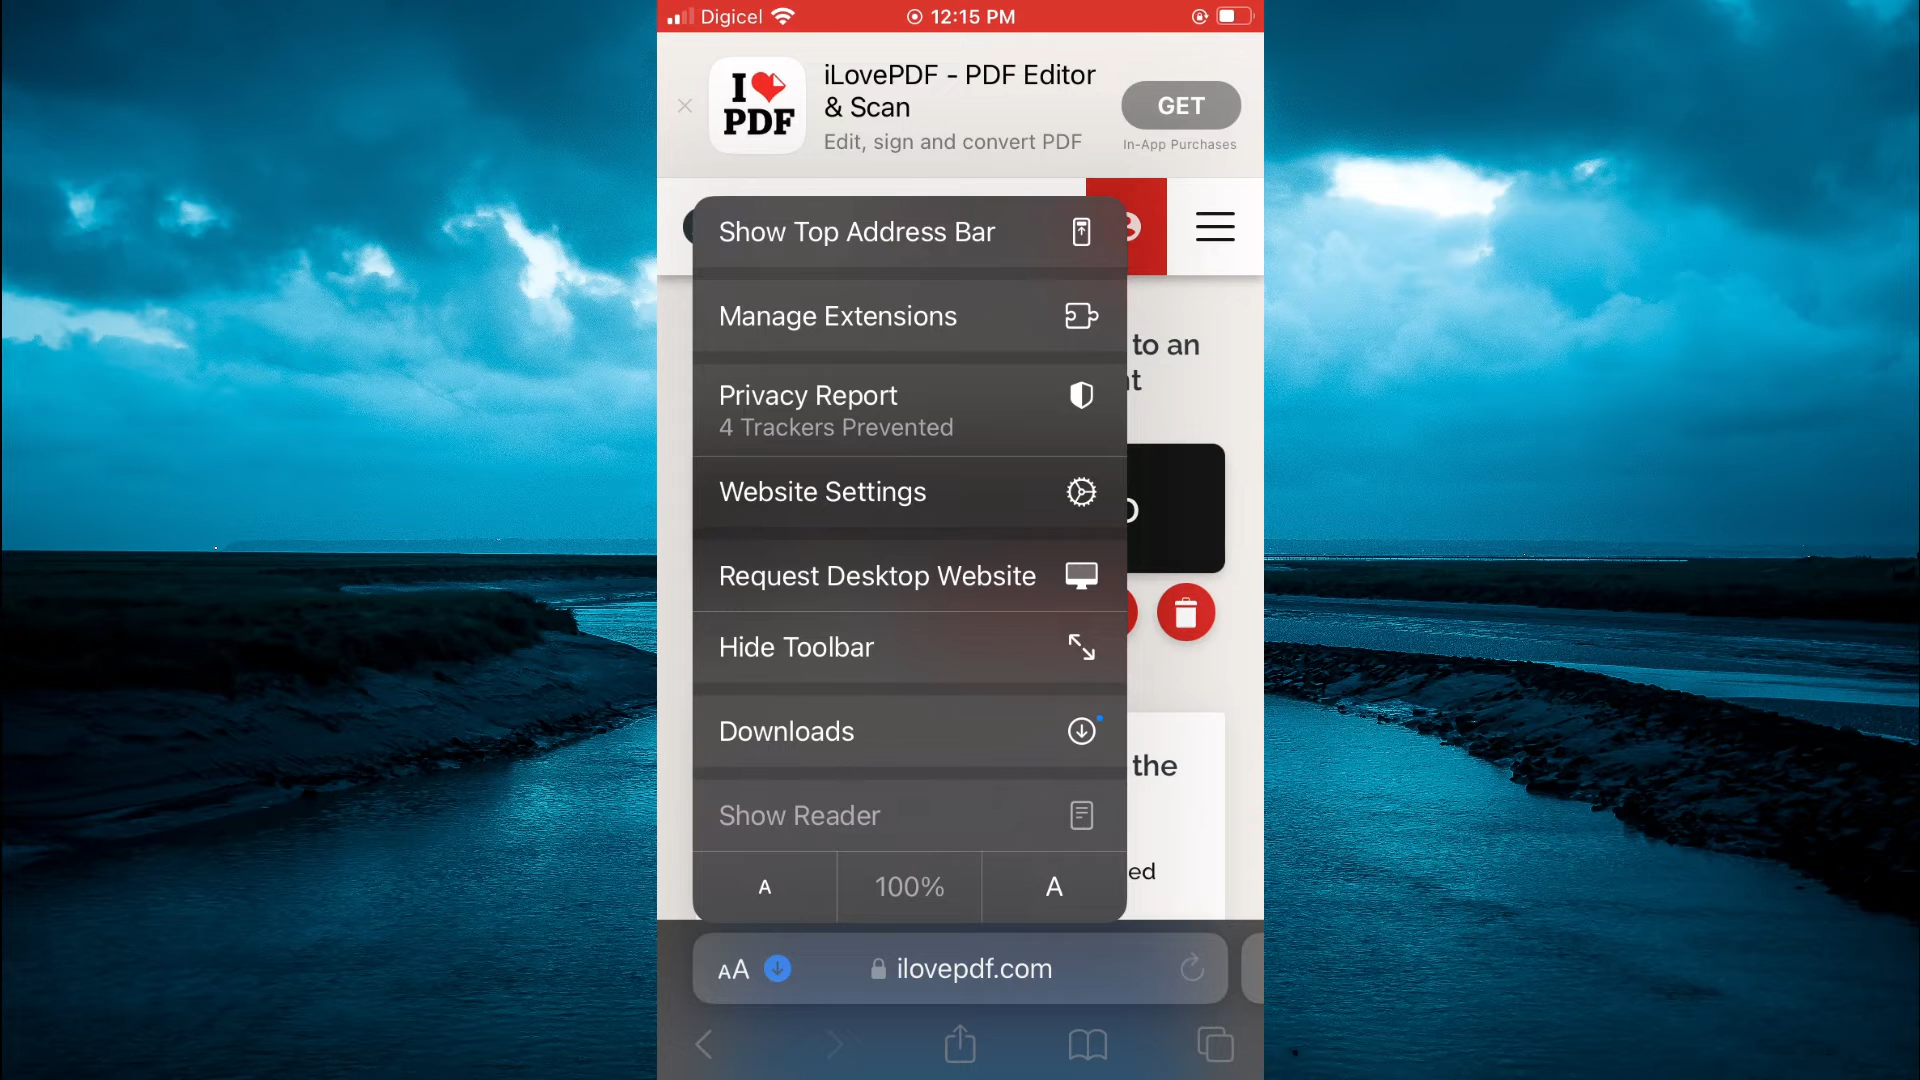 Digicel 12:15 PM
iLovePDF - PDF Editor
& Scan
Edit, sign and convert PDF
GET
In-App Purchases
I PDF
Show Top Address Bar
Manage Extensions
Privacy Report
4 Trackers Prevented
Website Settings
Request Desktop Website
Hide Toolbar
Downloads
Show Reader
A 100% A
to an
the
ed
AA ilovepdf.com